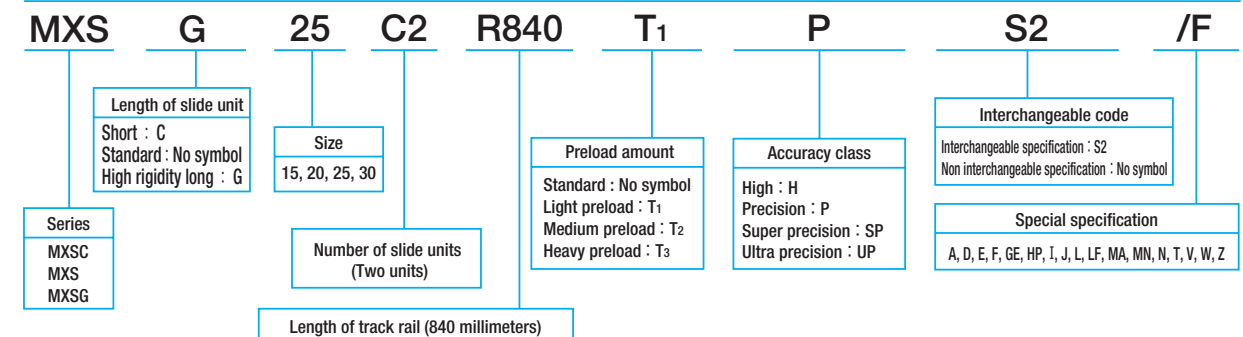 MXS G 25 C2 R840 T1 P S2 /F
Length of slide unit
Short : C
Standard : No symbol
High rigidity long : G
Size
15, 20, 25, 30
Series
MXSC
MXS
MXSG
Number of slide units
(Two units)
Length of track rail (840 millimeters)
Preload amount
Standard : No symbol
Light preload : T1
Medium preload : T2
Heavy preload : T3
Accuracy class
High : H
Precision : P
Super precision : SP
Ultra precision : UP
Interchangeable code
Interchangeable specification : S2
Non interchangeable specification : No symbol
Special specification
A, D, E, F, GE, HP, I, J, L, LF, MA, MN, N, T, V, W, Z